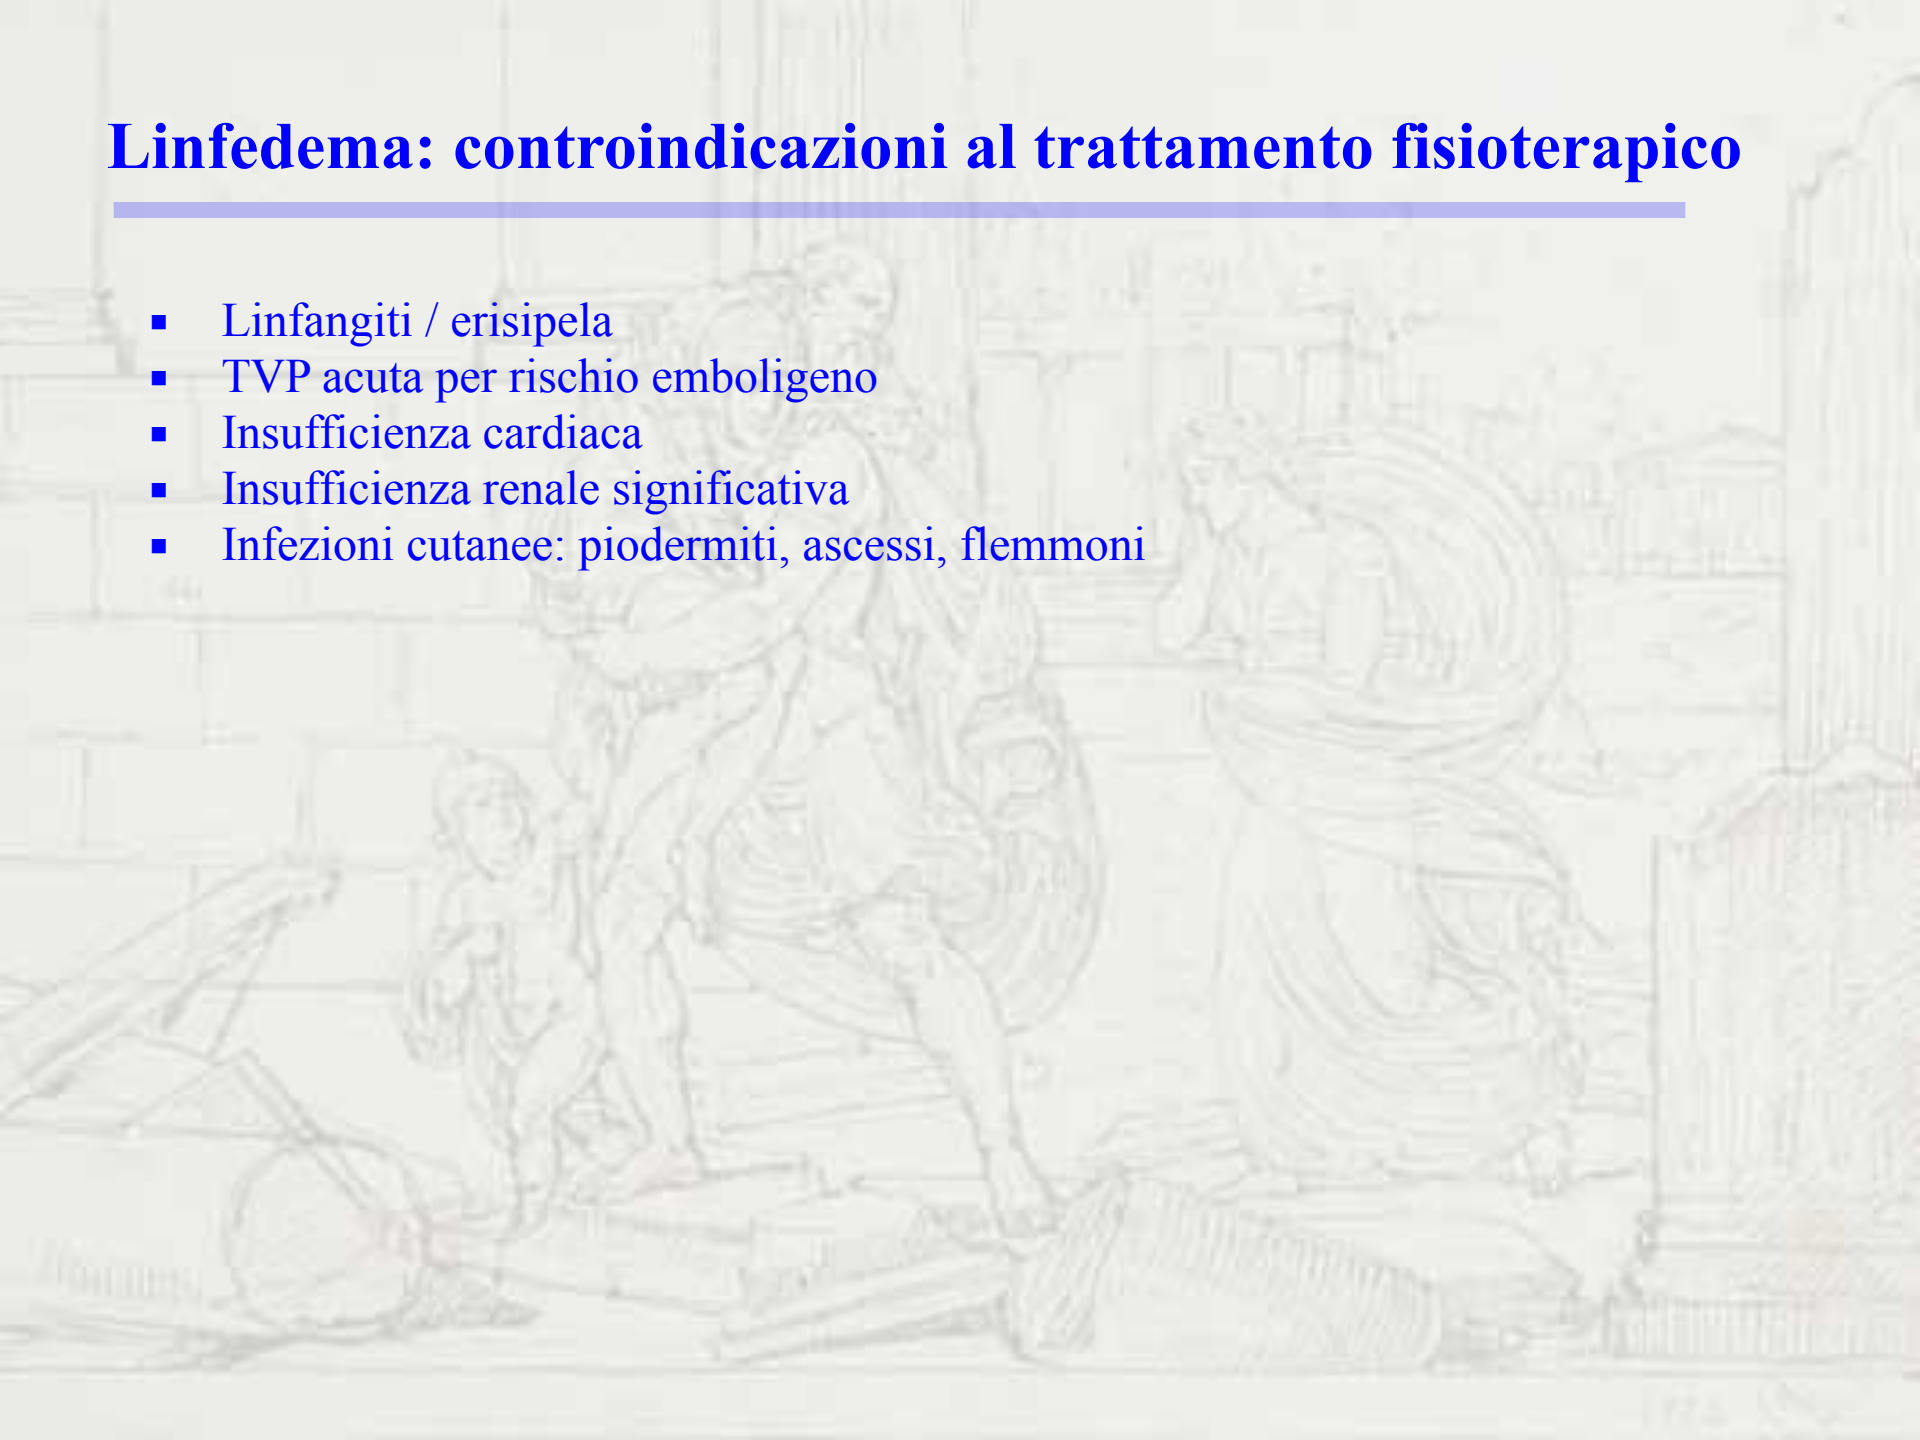 Linfedema: controindicazioni al trattamento fisioterapico
▪ Linfangiti / erisipela
▪ TVP acuta per rischio emboligeno
▪ Insufficienza cardiaca
▪ Insufficienza renale significativa
▪ Infezioni cutanee: piodermiti, ascessi, flemmoni